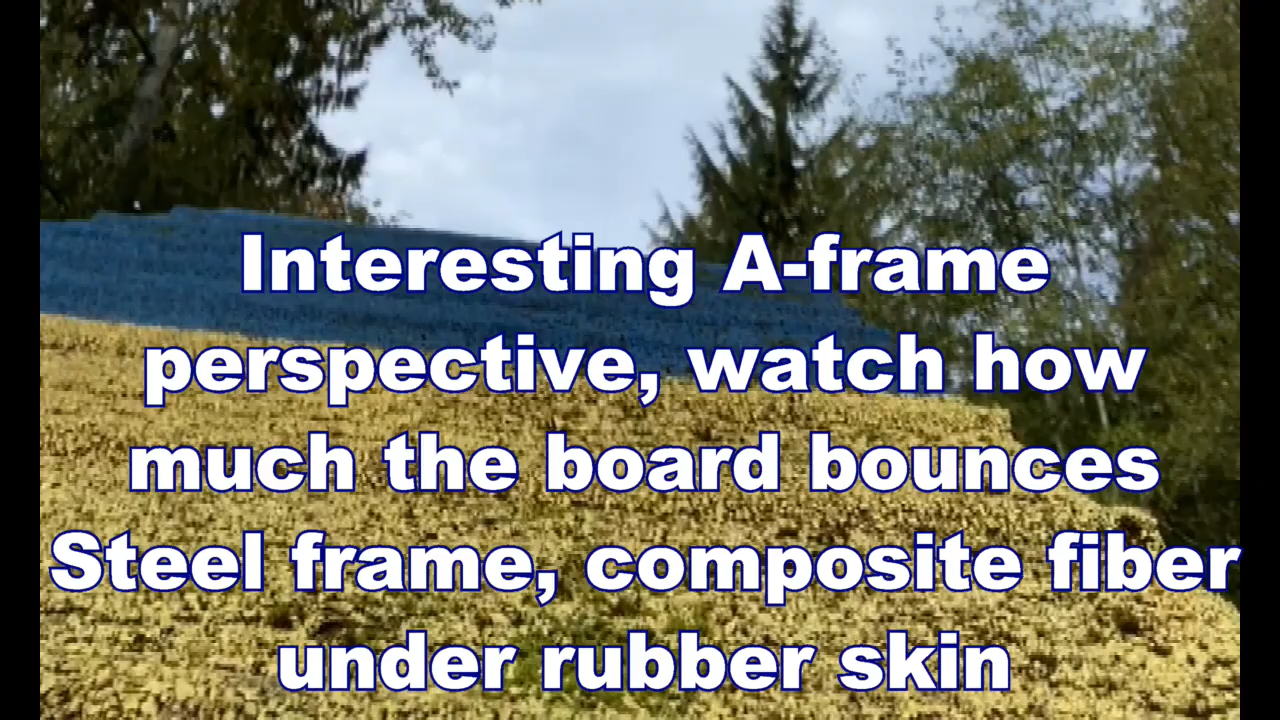 Interesting A-frame
perspective, watch how
much the board bounces
Steel frame, composite fiber
under rubber skin